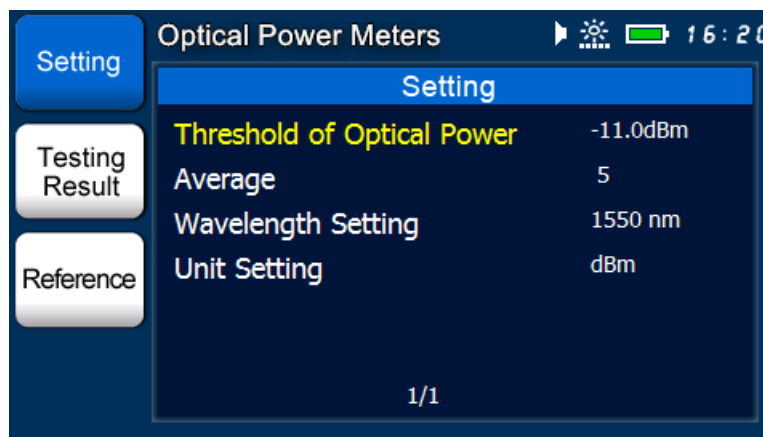 Setting
Optical Power Meters
16:20
Setting
Testing
Result
Reference
Threshold of Optical Power -11.0dBm
Average 5
Wavelength Setting 1550 nm
Unit Setting dBm
1/1